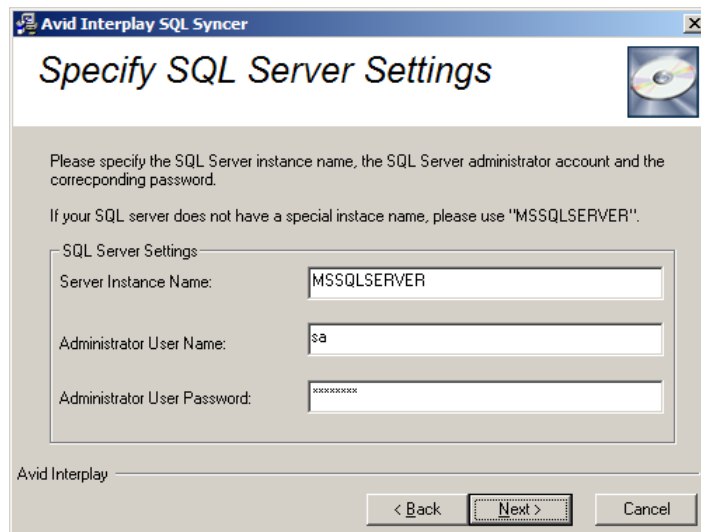 Avid Interplay SQL Syncer
Specify SQL Server Settings
Please specify the SQL Server instance name, the SQL Server administrator account and the
correcponding password.
If your SQL server does not have a special instace name, please use "MSSQLSERVER".
SQL Server Settings
Server Instance Name:
MSSQLSERVER
Administrator User Name:
sa
Administrator User Password:
********
Avid Interplay
< Back
Next >
Cancel